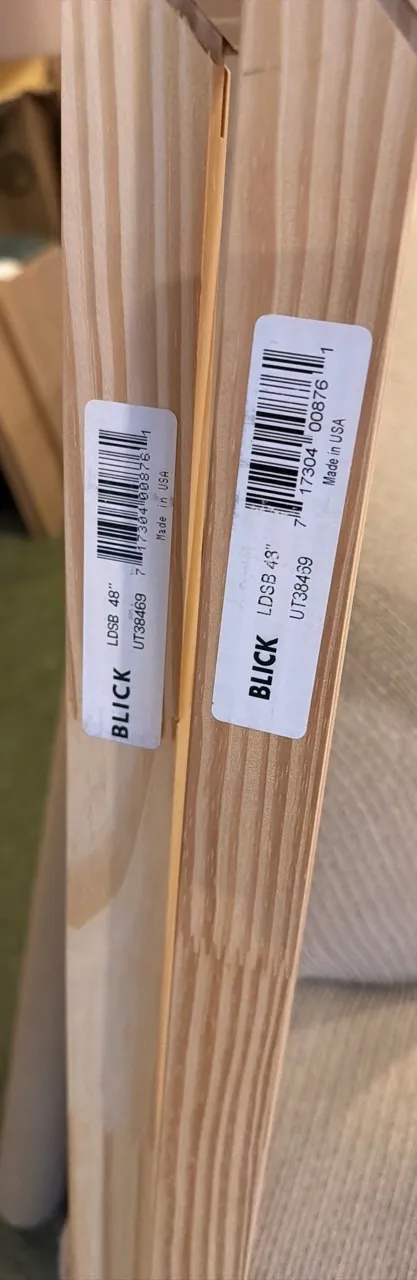 BLICK
LDSB 48"
UT38469
7 17304 00876 1
Made in USA
BLICK
LDSB 43"
UT38469
7 17304 00876 1
Made in USA